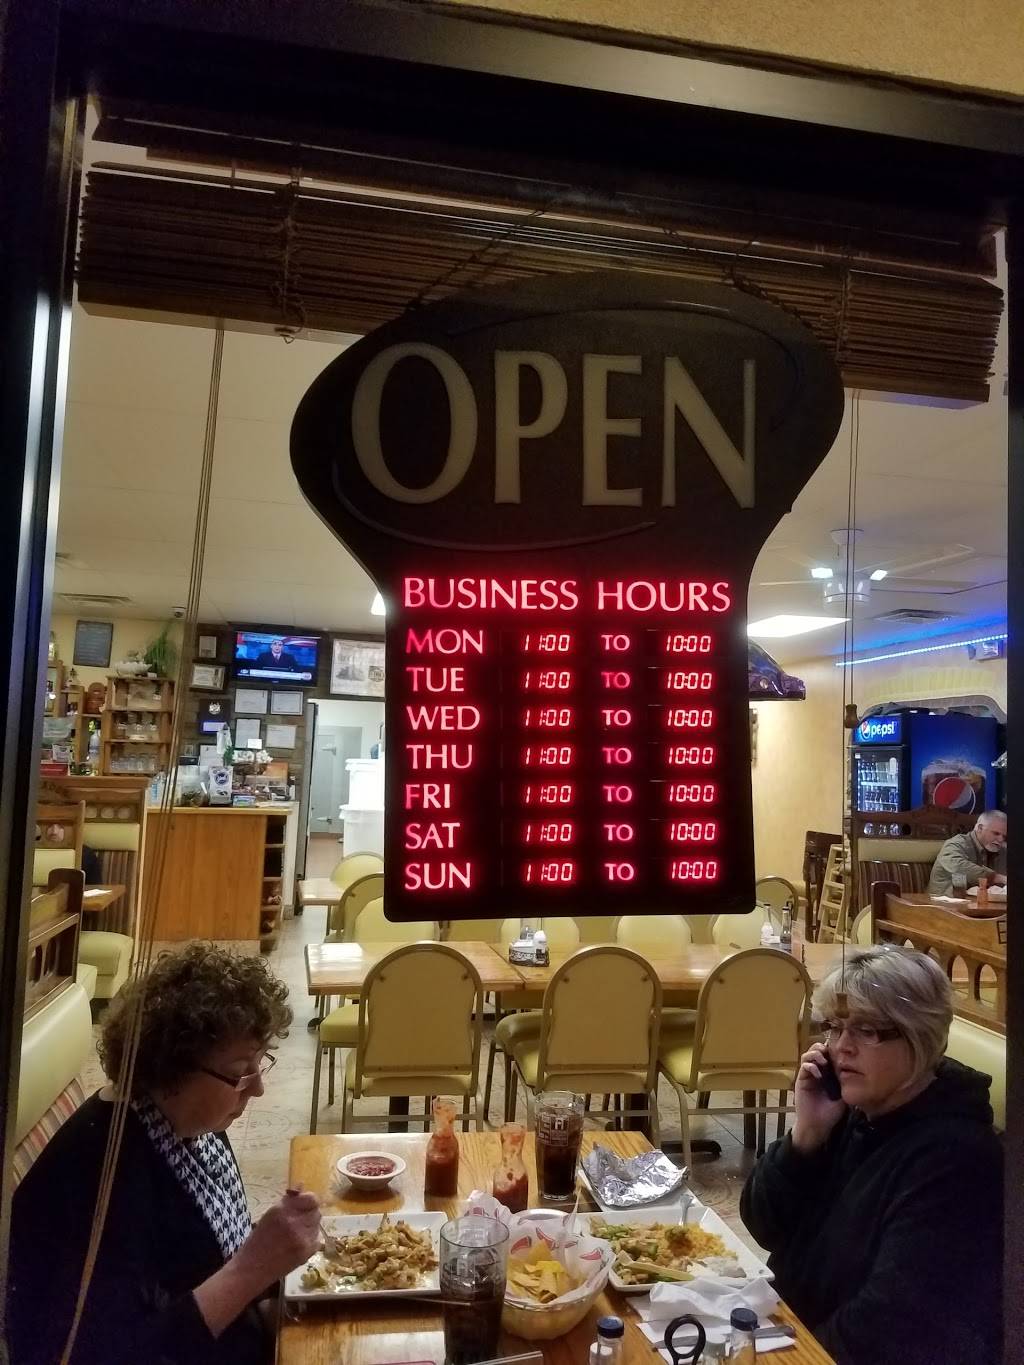 OPEN
BUSINESS HOURS
MON 11:00 TO 10:00
TUE 11:00 TO 10:00
WED 11:00 TO 10:00
THU 11:00 TO 10:00
FRI 11:00 TO 10:00
SAT 11:00 TO 10:00
SUN 11:00 TO 10:00
pepsi